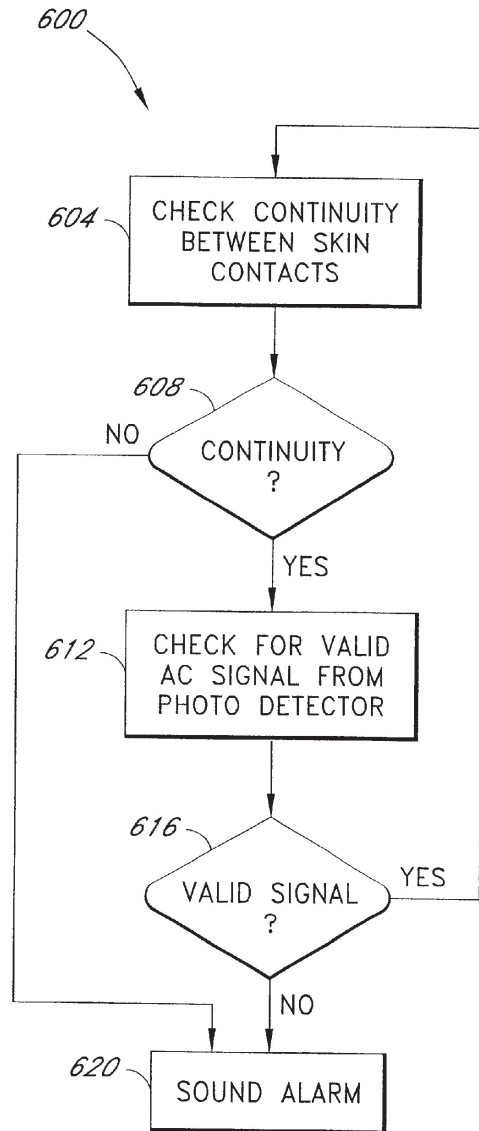 600
604
CHECK CONTINUITY
BETWEEN SKIN
CONTACTS
608
NO
CONTINUITY
?
YES
612
CHECK FOR VALID
AC SIGNAL FROM
PHOTO DETECTOR
616
VALID SIGNAL
?
YES
NO
620
SOUND ALARM